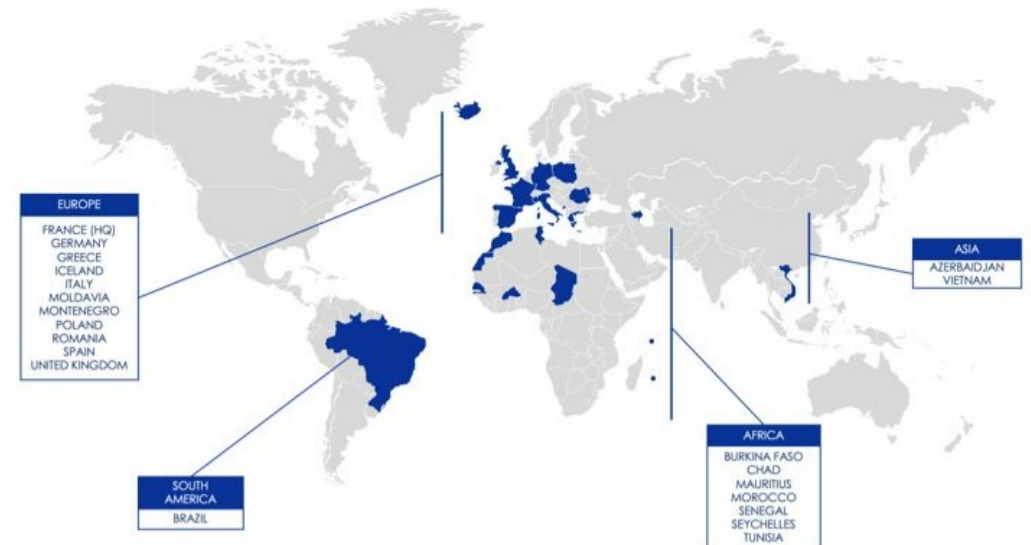 EUROPE
FRANCE (HQ)
GERMANY
GREECE
ICELAND
ITALY
MOLDAVIA
MONTENEGRO
POLAND
ROMANIA
SPAIN
UNITED KINGDOM
SOUTH
AMERICA
BRAZIL
AFRICA
BURKINA FASO
CHAD
MAURITIUS
MOROCCO
SENEGAL
SEYCHELLES
TUNISIA
ASIA
AZERBAIDJAN
VIETNAM